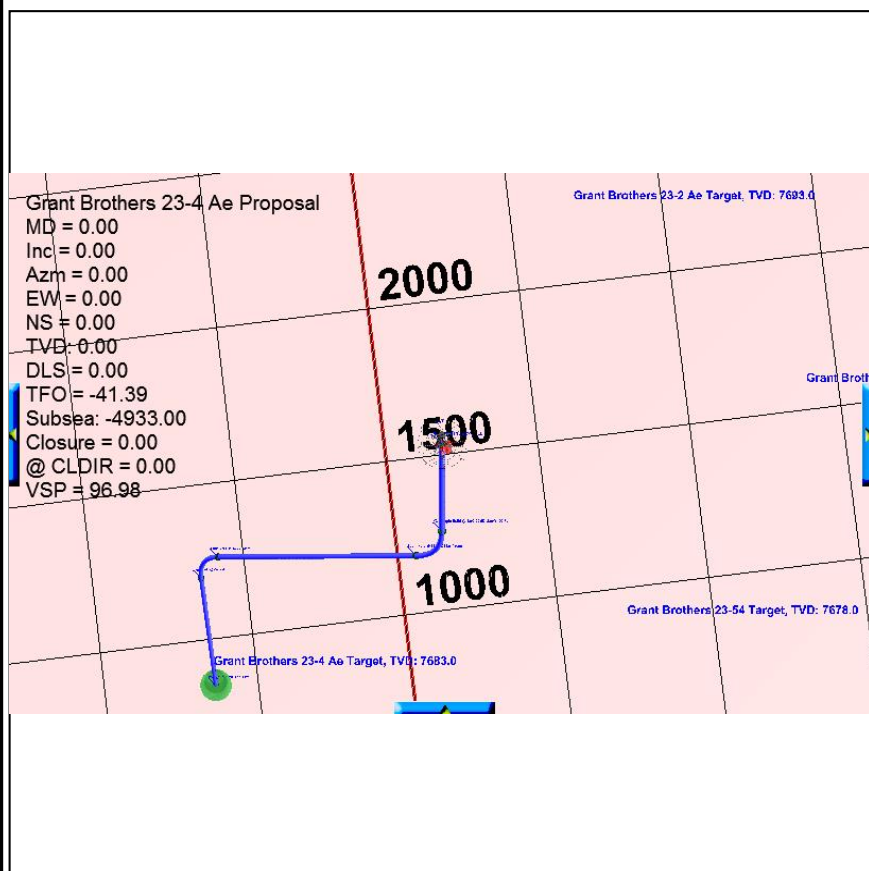 Grant Brothers 23-4 Ae Proposal
MD = 0.00
Inc = 0.00
Azm = 0.00
EW = 0.00
NS = 0.00
TVD: 0.00
DLS = 0.00
TFO = -41.39
Subsea: -4933.00
Closure = 0.00
@ CLDIR = 0.00
VSP = 96.98
Grant Brothers 23-2 Ae Target, TVD: 7693.0
2000
Grant Broth
1500
1000
Grant Brothers 23-54 Target, TVD: 7678.0
Grant Brothers 23-4 Ae Target, TVD: 7683.0